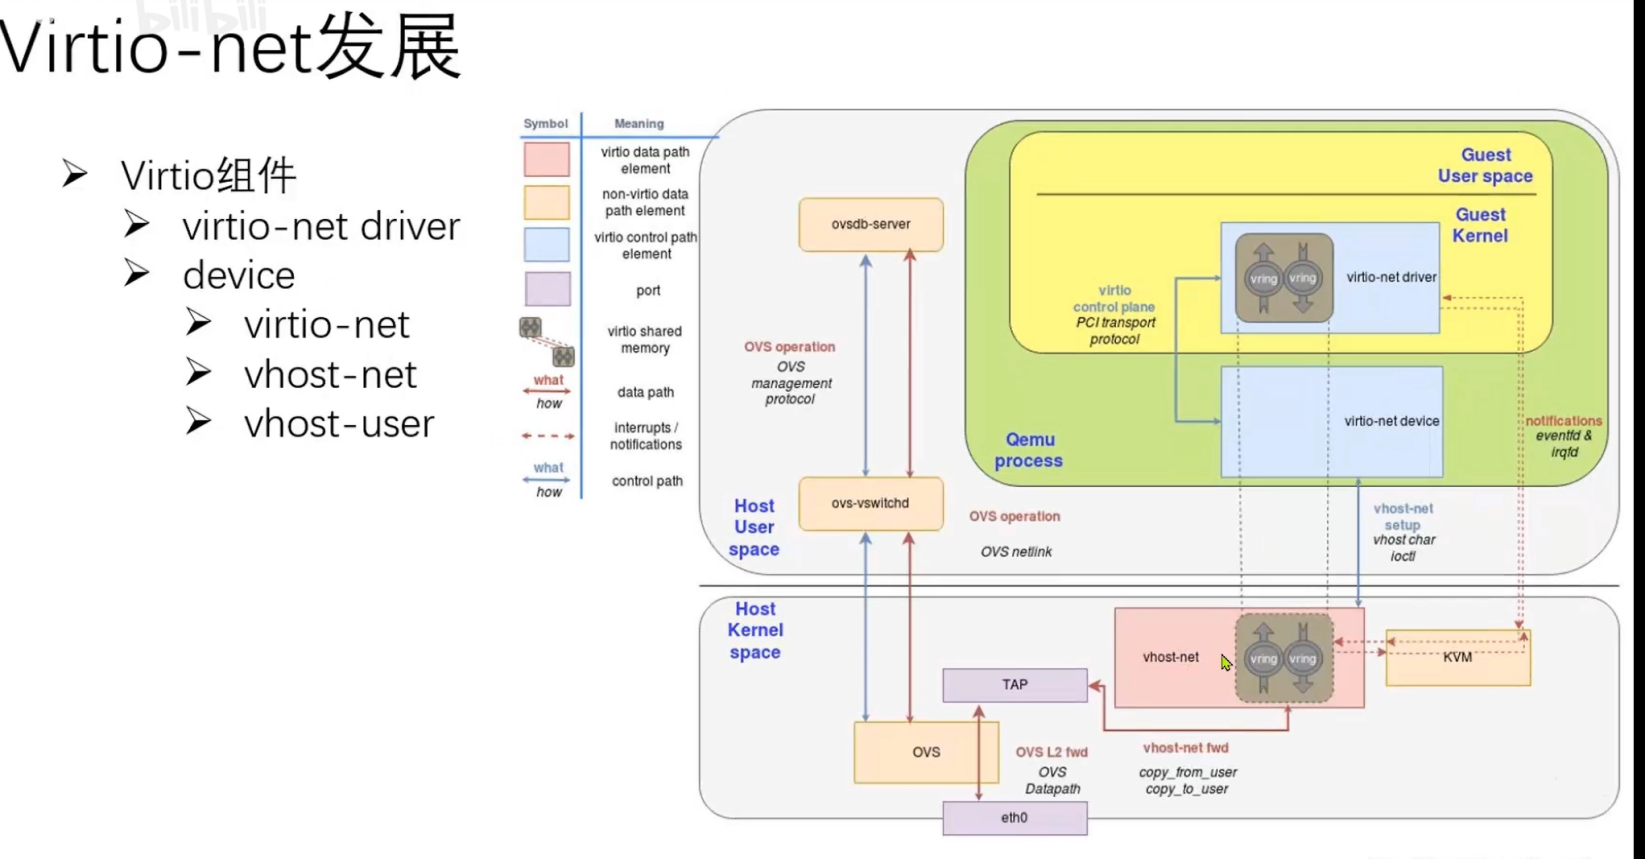 bilibili
Virtio-net发展
Virtio组件
virtio-net driver
device
virtio-net
vhost-net
vhost-user
Symbol
Meaning
virtio data path
element
non-virtio data
path element
virtio control path
element
port
virtio shared
memory
what
how
data path
interrupts /
notifications
what
how
control path
ovsdb-server
OVS operation
OVS
management
protocol
ovs-vswitchd
Host
User
space
OVS operation
OVS netlink
Guest
User space
Guest
Kernel
vring
vring
virtio-net driver
virtio
control plane
PCI transport
protocol
virtio-net device
Qemu
process
notifications
eventfd &
irqfd
vhost-net
setup
vhost char
ioctl
Host
Kernel
space
vhost-net
vring
vring
KVM
TAP
OVS
OVS L2 fwd
OVS
Datapath
vhost-net fwd
copy_from_user
copy_to_user
eth0